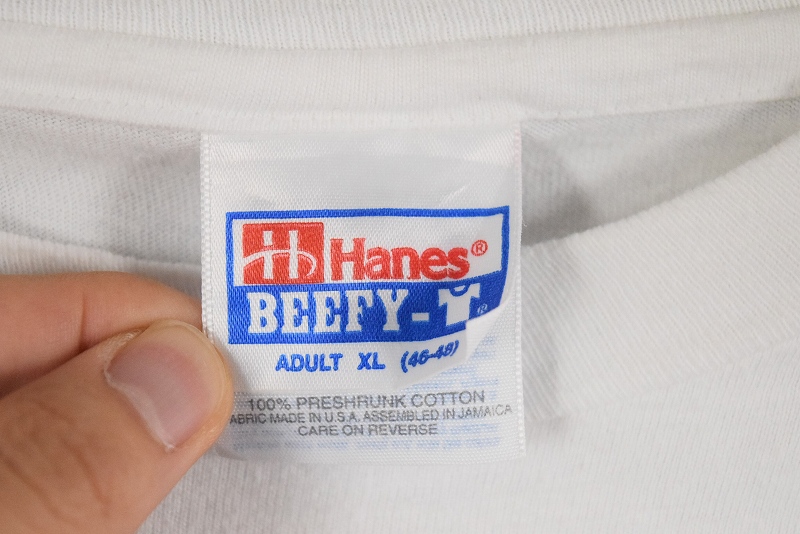 Hanes®
BEEFY-T®
ADULT XL (46-48)
100% PRESHRUNK COTTON
ABRIC MADE IN U.S.A. ASSEMBLED IN JAMAICA
CARE ON REVERSE